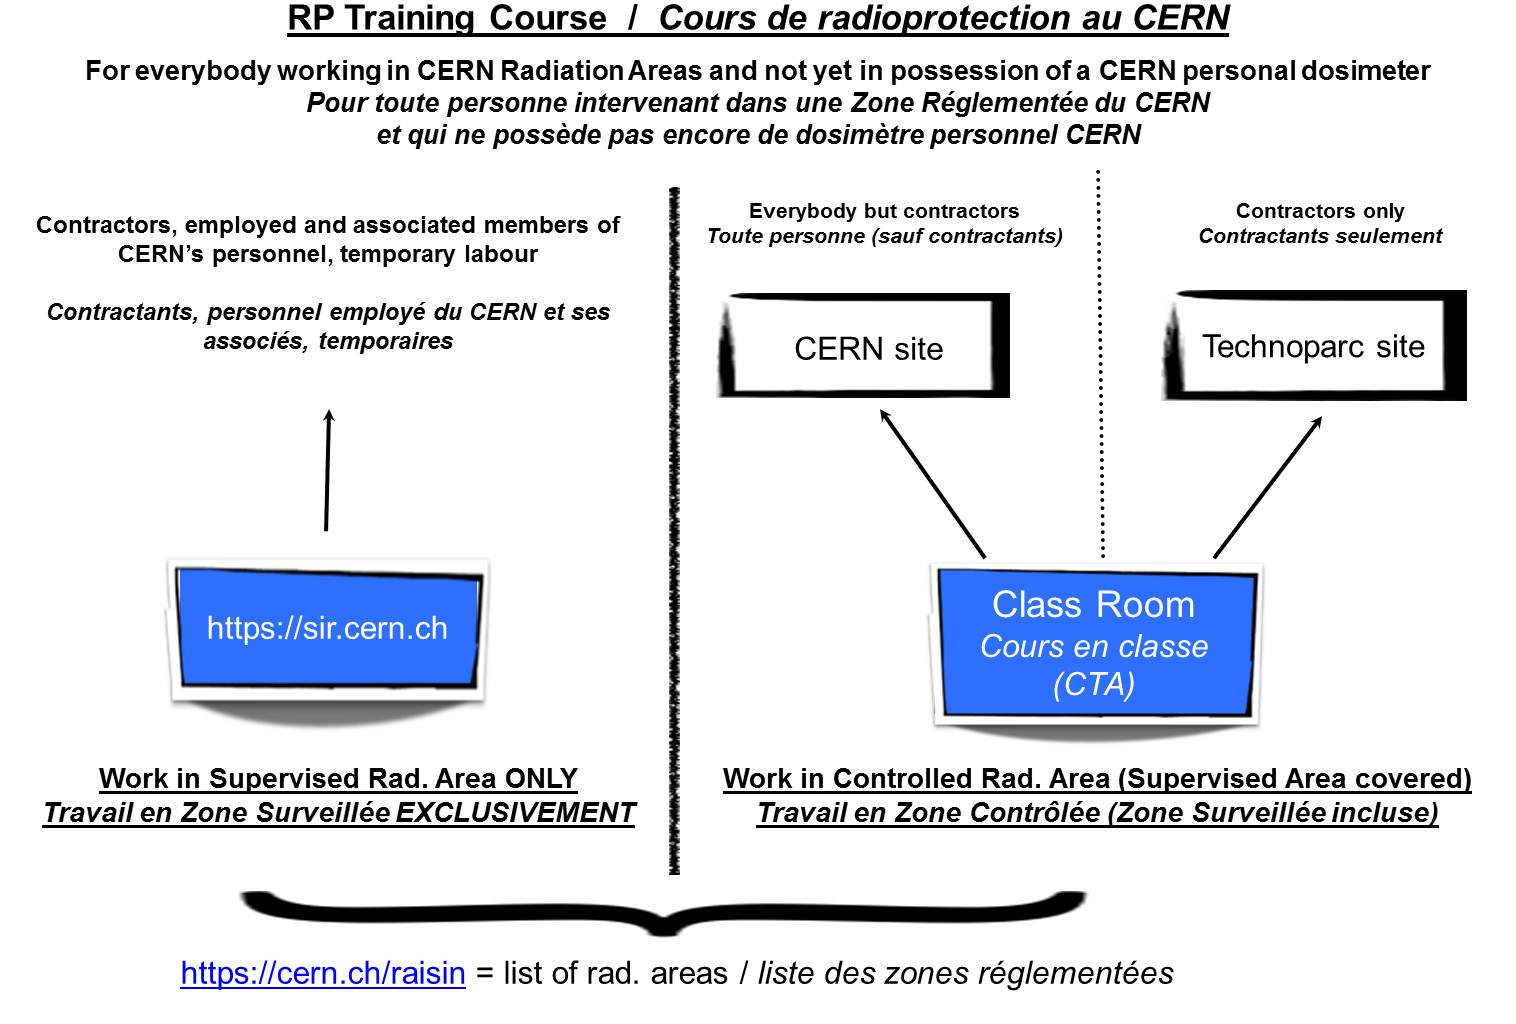 RP Training Course / Cours de radioprotection au CERN
For everybody working in CERN Radiation Areas and not yet in possession of a CERN personal dosimeter
Pour toute personne intervenant dans une Zone Réglementée du CERN
et qui ne possède pas encore de dosimètre personnel CERN
Contractors, employed and associated members of
CERN’s personnel, temporary labour
Contractants, personnel employé du CERN et ses
associés, temporaires
https://sir.cern.ch
Work in Supervised Rad. Area ONLY
Travail en Zone Surveillée EXCLUSIVEMENT
Everybody but contractors
Toute personne (sauf contractants)
CERN site
Contractors only
Contractants seulement
Technoparc site
Class Room
Cours en classe
(CTA)
Work in Controlled Rad. Area (Supervised Area covered)
Travail en Zone Contrôlée (Zone Surveillée incluse)
https://cern.ch/raisin = list of rad. areas / liste des zones réglementées